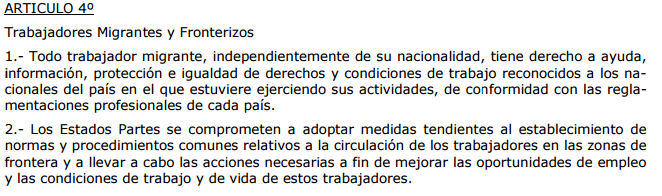 ARTICULO 4º
Trabajadores Migrantes y Fronterizos
1.- Todo trabajador migrante, independientemente de su nacionalidad, tiene derecho a ayuda,
información, protección e igualdad de derechos y condiciones de trabajo reconocidos a los na-
cionales del país en el que estuviere ejerciendo sus actividades, de conformidad con las regla-
mentaciones profesionales de cada país.
2.- Los Estados Partes se comprometen a adoptar medidas tendientes al establecimiento de
normas y procedimientos comunes relativos a la circulación de los trabajadores en las zonas de
frontera y a llevar a cabo las acciones necesarias a fin de mejorar las oportunidades de empleo
y las condiciones de trabajo y de vida de estos trabajadores.